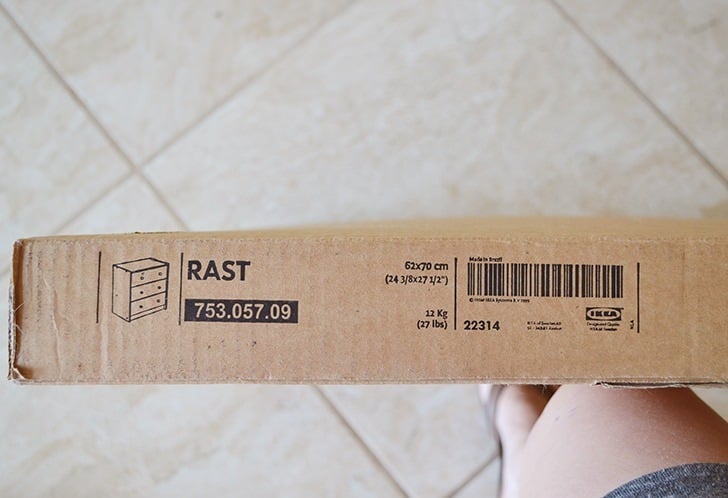 RAST
753.057.09
62x70 cm
(24 3/8x27 1/2")
12 Kg
(27 lbs)
Made in Brazil
22314
IKEA